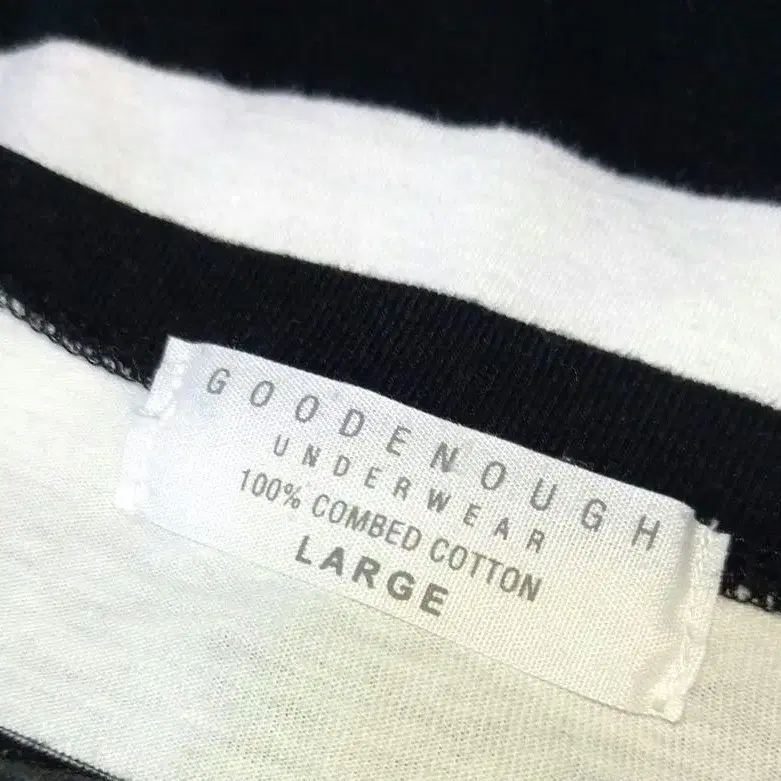 GOODENOUGH
UNDERWEAR
100% COMBED COTTON
LARGE